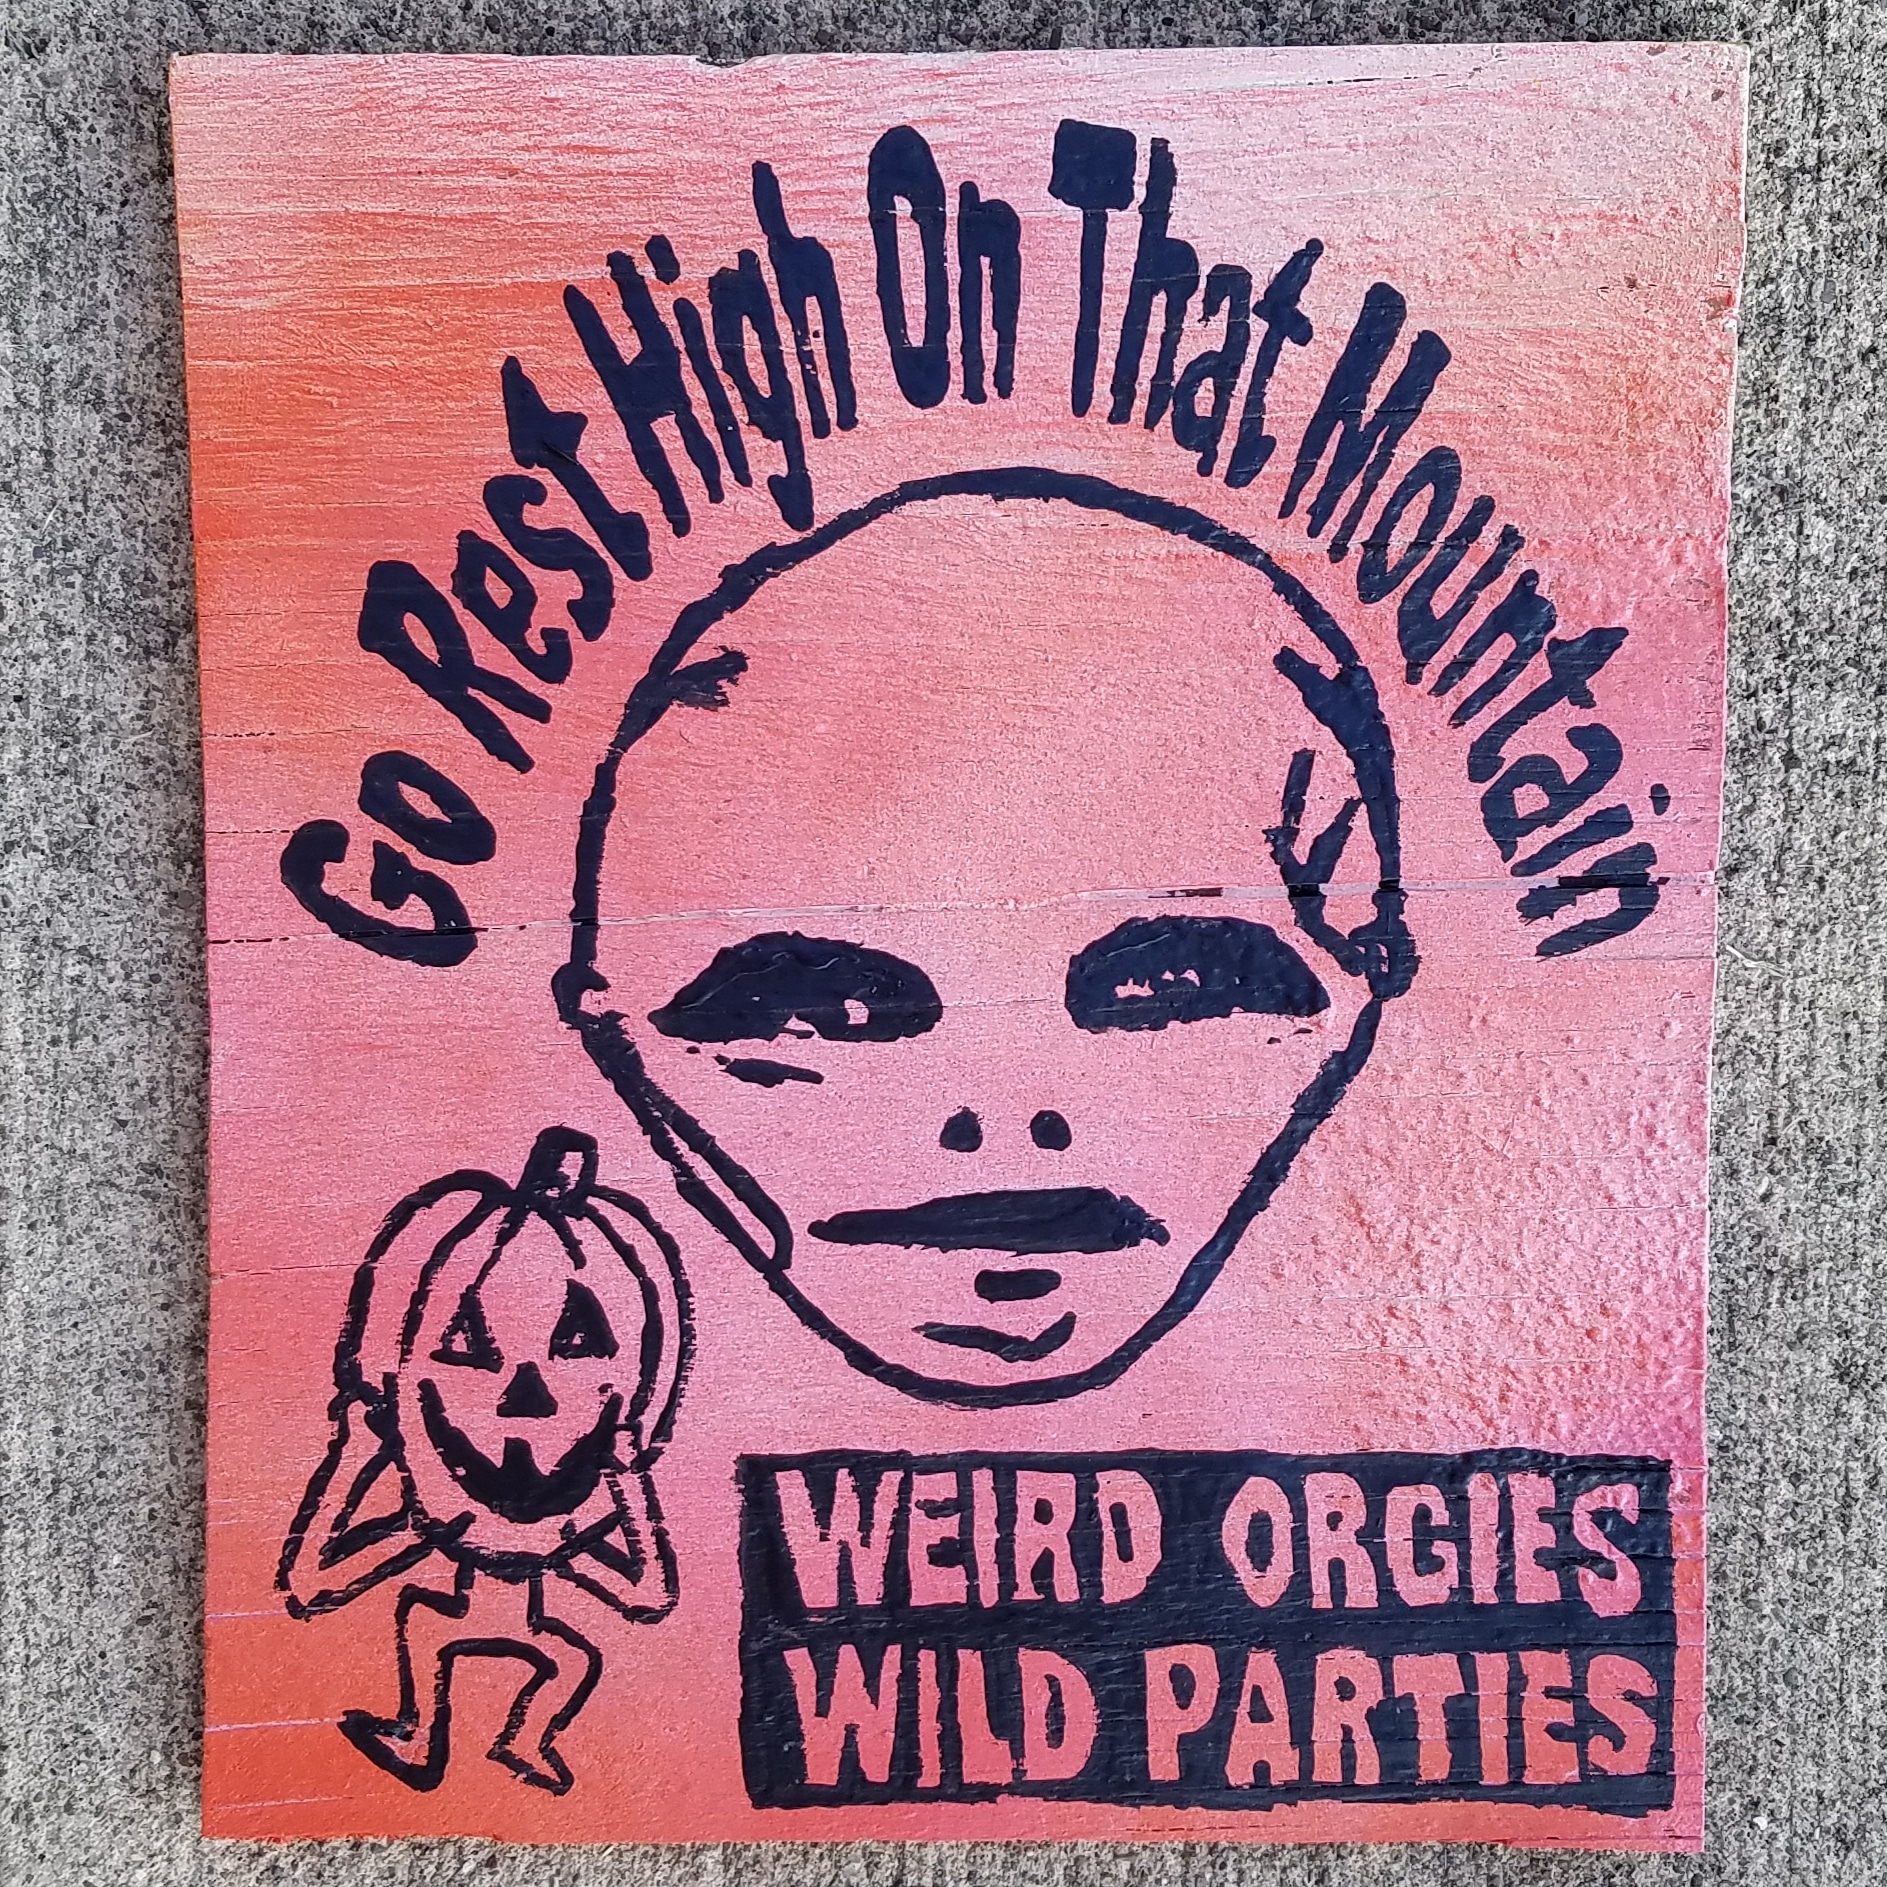 Go Rest High On That Mountain
WEIRD ORGIES
WILD PARTIES